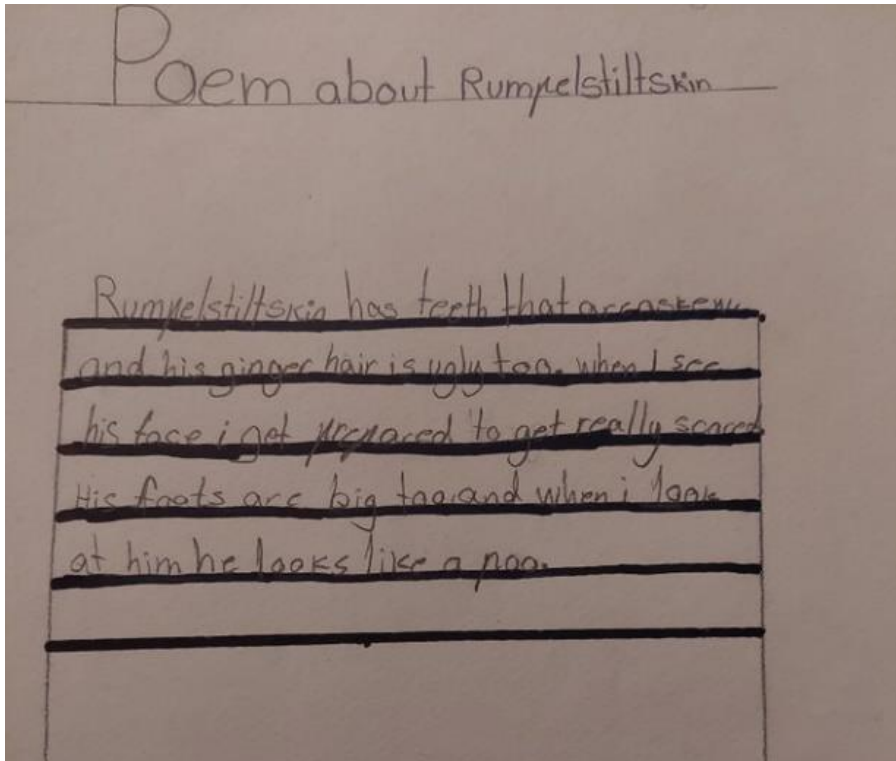 Poem about Rumpelstiltskin
Rumpelstiltskin has teeth that are askew
and his ginger hair is ugly too. when I see
his face i get prepared to get really scared
His foots are big too. and when i look
at him he looks like a poo.